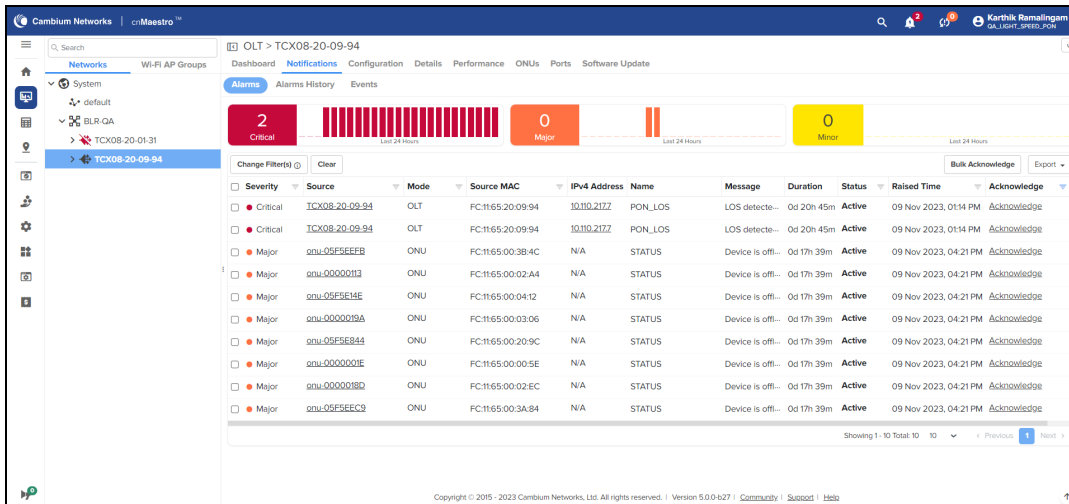 Cambium Networks | cnMaestro™
2
0
Karthik Ramalingam
QA_LIGHT_SPEED_PON
Search
Networks Wi-Fi AP Groups
System
default
BLR-QA
TCX08-20-01-31
TCX08-20-09-94
OLT > TCX08-20-09-94
Dashboard Notifications Configuration Details Performance ONUs Ports Software Update
Alarms Alarms History Events
2
Critical
Last 24 Hours
0
Major
Last 24 Hours
0
Minor
Last 24 Hours
Change Filter(s) Clear Bulk Acknowledge Export
Severity Source Mode Source MAC IPv4 Address Name Message Duration Status Raised Time Acknowledge
Critical TCX08-20-09-94 OLT FC:11:65:20:09:94 10.110.217.7 PON_LOS LOS detecte... 0d 20h 45m Active 09 Nov 2023, 01:14 PM Acknowledge
Critical TCX08-20-09-94 OLT FC:11:65:20:09:94 10.110.217.7 PON_LOS LOS detecte... 0d 20h 45m Active 09 Nov 2023, 01:14 PM Acknowledge
Major onu-05F5EEFB ONU FC:11:65:00:3B:4C N/A STATUS Device is offl... 0d 17h 39m Active 09 Nov 2023, 04:21 PM Acknowledge
Major onu-00000113 ONU FC:11:65:00:02:A4 N/A STATUS Device is offl... 0d 17h 39m Active 09 Nov 2023, 04:21 PM Acknowledge
Major onu-05F5E14E ONU FC:11:65:00:04:12 N/A STATUS Device is offl... 0d 17h 39m Active 09 Nov 2023, 04:21 PM Acknowledge
Major onu-0000019A ONU FC:11:65:00:03:06 N/A STATUS Device is offl... 0d 17h 39m Active 09 Nov 2023, 04:21 PM Acknowledge
Major onu-05F5E844 ONU FC:11:65:00:20:9C N/A STATUS Device is offl... 0d 17h 39m Active 09 Nov 2023, 04:21 PM Acknowledge
Major onu-0000001E ONU FC:11:65:00:00:5E N/A STATUS Device is offl... 0d 17h 39m Active 09 Nov 2023, 04:21 PM Acknowledge
Major onu-0000018D ONU FC:11:65:00:02:EC N/A STATUS Device is offl... 0d 17h 39m Active 09 Nov 2023, 04:21 PM Acknowledge
Major onu-05F5EEC9 ONU FC:11:65:00:3A:84 N/A STATUS Device is offl... 0d 17h 39m Active 09 Nov 2023, 04:21 PM Acknowledge
Showing 1 - 10 Total: 10 10 < Previous 1 Next >
0
Copyright © 2015 - 2023 Cambium Networks, Ltd. All rights reserved. | Version 5.0.0-b27 | Community | Support | Help